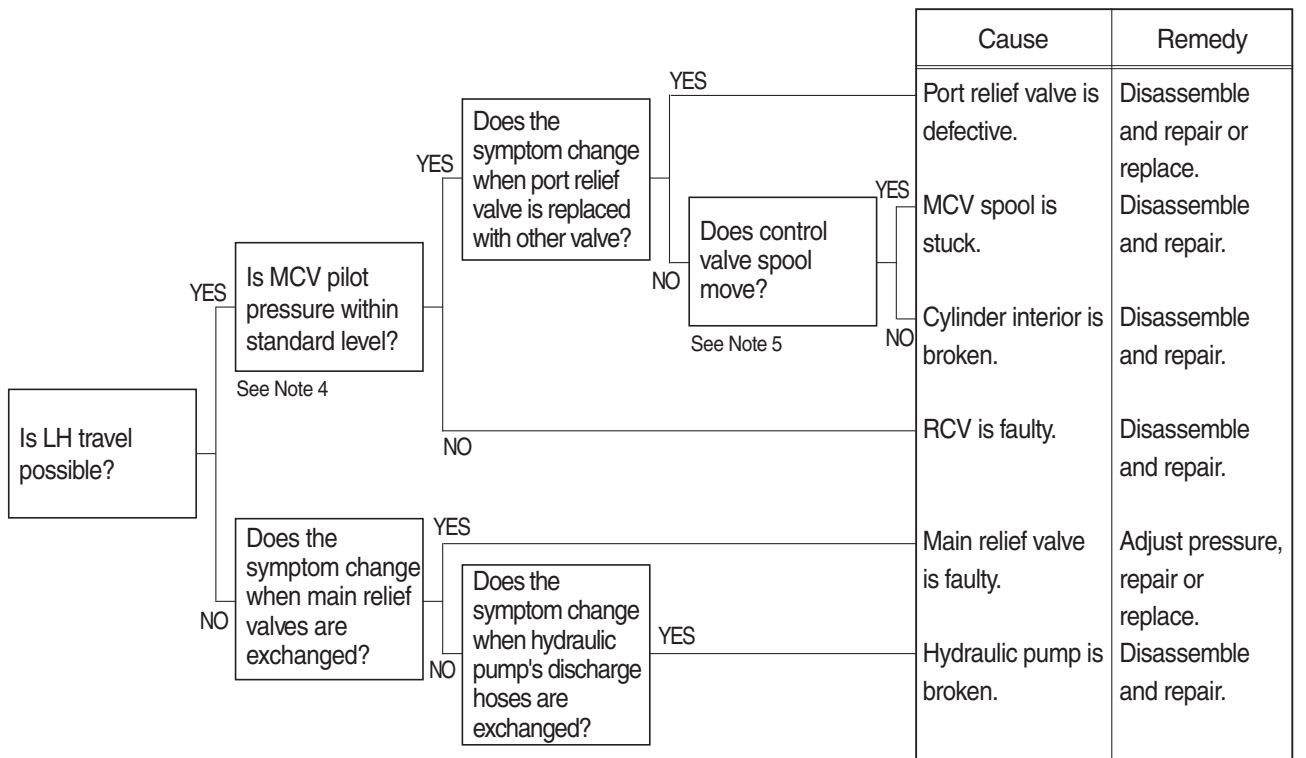 Cause
Remedy
YES
Port relief valve is
defective.
Disassemble
and repair or
replace.
Does the
symptom change
when port relief
valve is replaced
with other valve?
YES
YES
MCV spool is
stuck.
Disassemble
and repair.
Does control
valve spool
move?
NO
See Note 5
NO
Cylinder interior is
broken.
Disassemble
and repair.
YES
Is MCV pilot
pressure within
standard level?
See Note 4
NO
RCV is faulty.
Disassemble
and repair.
Is LH travel
possible?
NO
Does the
symptom change
when main relief
valves are
exchanged?
YES
Main relief valve
is faulty.
Adjust pressure,
repair or
replace.
NO
Does the
symptom change
when hydraulic
pump's discharge
hoses are
exchanged?
YES
Hydraulic pump is
broken.
Disassemble
and repair.